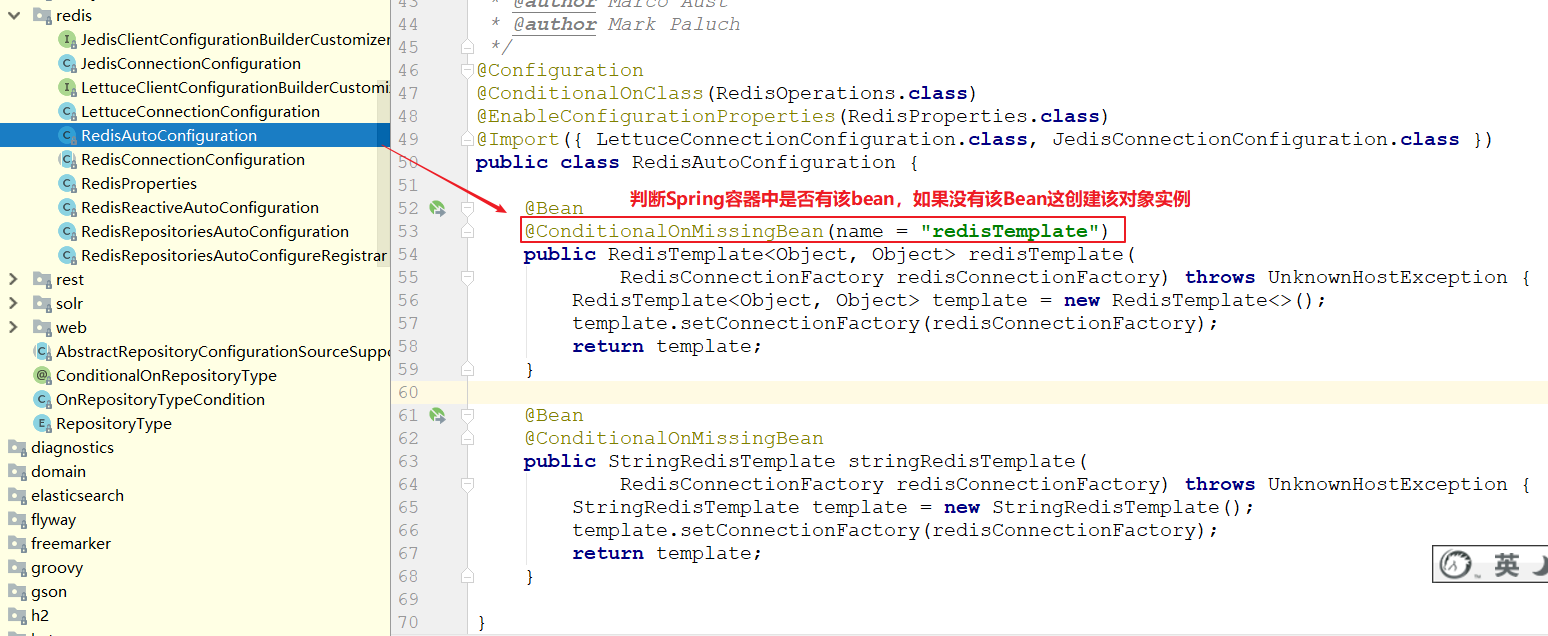 redis
JedisClientConfigurationBuilderCustomizer
JedisConnectionConfiguration
LettuceClientConfigurationBuilderCustomi
LettuceConnectionConfiguration
RedisAutoConfiguration
RedisConnectionConfiguration
RedisProperties
RedisReactiveAutoConfiguration
RedisRepositoriesAutoConfiguration
RedisRepositoriesAutoConfigureRegistrar
rest
solr
web
AbstractRepositoryConfigurationSourceSuppo
ConditionalOnRepositoryType
OnRepositoryTypeCondition
RepositoryType
diagnostics
domain
elasticsearch
flyway
freemarker
groovy
gson
h2
43 * @author Marco Aust
44 * @author Mark Paluch
45 */
46 @Configuration
47 @ConditionalOnClass(RedisOperations.class)
48 @EnableConfigurationProperties(RedisProperties.class)
49 @Import({ LettuceConnectionConfiguration.class, JedisConnectionConfiguration.class })
50 public class RedisAutoConfiguration {
51
判断Spring容器中是否有该bean，如果没有该Bean这创建该对象实例
52 @Bean
53 @ConditionalOnMissingBean(name = "redisTemplate")
54 public RedisTemplate<Object, Object> redisTemplate(
55 RedisConnectionFactory redisConnectionFactory) throws UnknownHostException {
56 RedisTemplate<Object, Object> template = new RedisTemplate<>();
57 template.setConnectionFactory(redisConnectionFactory);
58 return template;
59 }
60
61 @Bean
62 @ConditionalOnMissingBean
63 public StringRedisTemplate stringRedisTemplate(
64 RedisConnectionFactory redisConnectionFactory) throws UnknownHostException {
65 StringRedisTemplate template = new StringRedisTemplate();
66 template.setConnectionFactory(redisConnectionFactory);
67 return template;
68 }
69
70 }
英